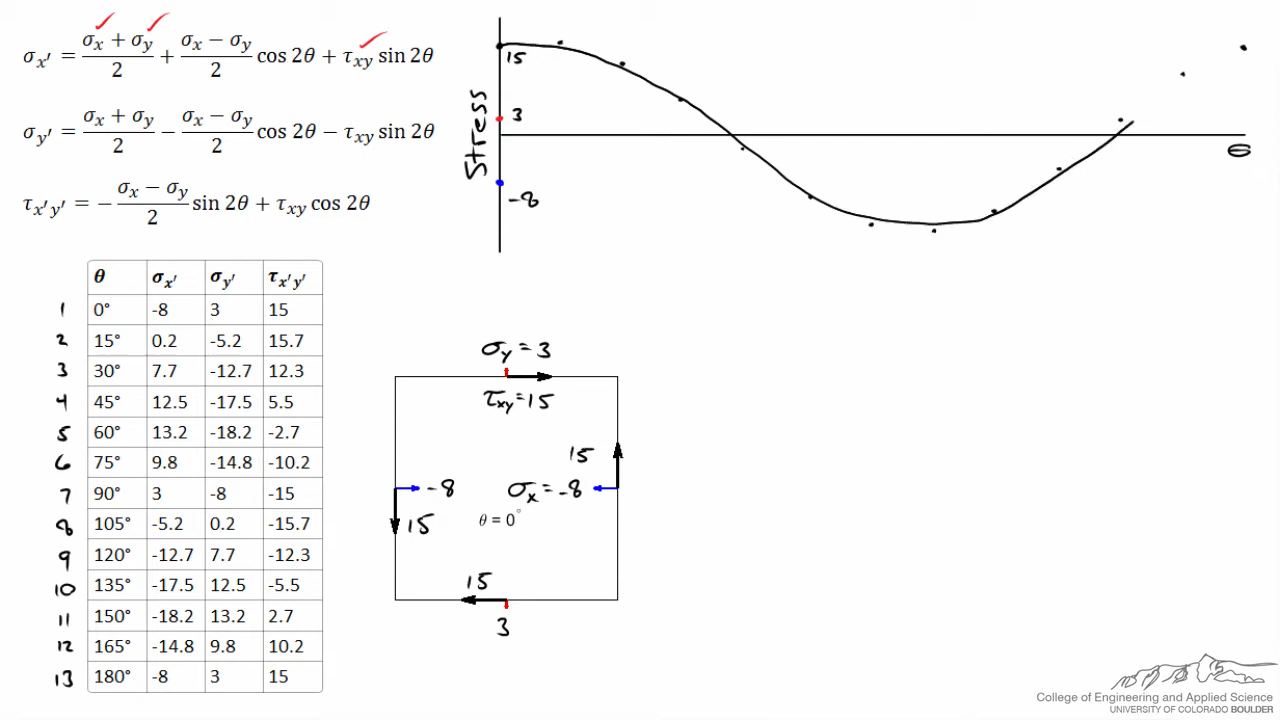 σx′ = (σx + σy)/2 + (σx − σy)/2 cos 2θ + τxy sin 2θ
σy′ = (σx + σy)/2 − (σx − σy)/2 cos 2θ − τxy sin 2θ
τx′y′ = − (σx − σy)/2 sin 2θ + τxy cos 2θ
Stress
15
3
-8
θ
θ σx′ σy′ τx′y′
1 0° -8 3 15
2 15° 0.2 -5.2 15.7
3 30° 7.7 -12.7 12.3
4 45° 12.5 -17.5 5.5
5 60° 13.2 -18.2 -2.7
6 75° 9.8 -14.8 -10.2
7 90° 3 -8 -15
8 105° -5.2 0.2 -15.7
9 120° -12.7 7.7 -12.3
10 135° -17.5 12.5 -5.5
11 150° -18.2 13.2 2.7
12 165° -14.8 9.8 10.2
13 180° -8 3 15
σy = 3
τxy = 15
15
-8
σx = -8
15
θ = 0°
15
3
College of Engineering and Applied Science
UNIVERSITY OF COLORADO BOULDER